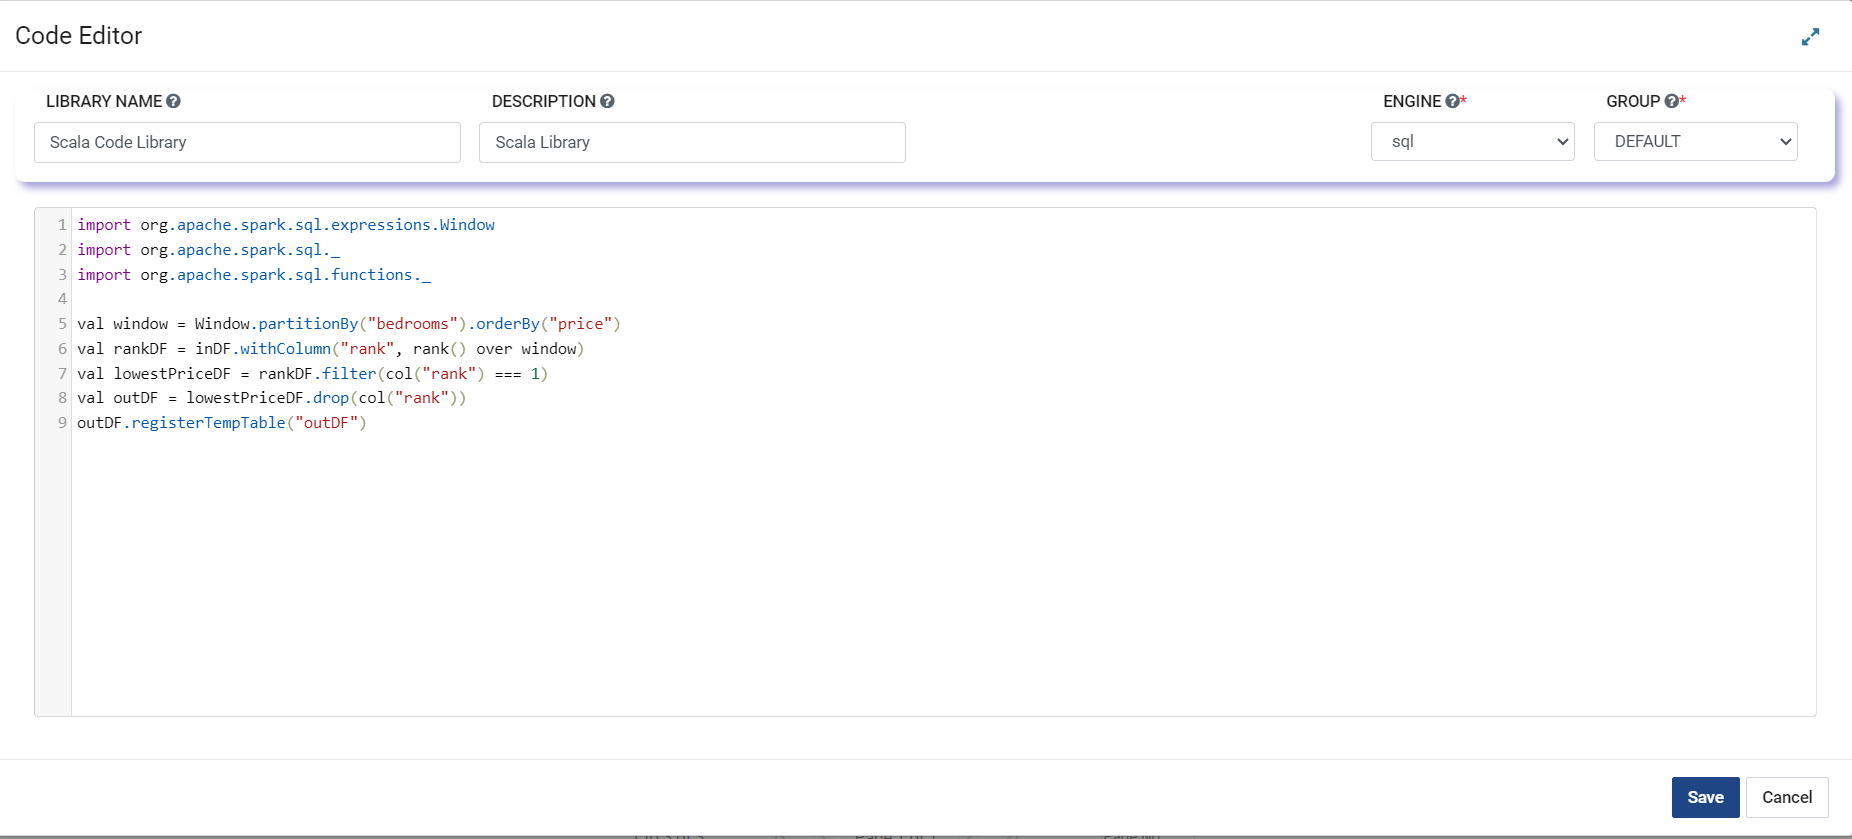 Code Editor
LIBRARY NAME ?
DESCRIPTION ?
ENGINE ?*
GROUP ?*
Scala Code Library
Scala Library
sql
DEFAULT
1 import org.apache.spark.sql.expressions.Window
2 import org.apache.spark.sql._
3 import org.apache.spark.sql.functions._
4
5 val window = Window.partitionBy("bedrooms").orderBy("price")
6 val rankDF = inDF.withColumn("rank", rank() over window)
7 val lowestPriceDF = rankDF.filter(col("rank") === 1)
8 val outDF = lowestPriceDF.drop(col("rank"))
9 outDF.registerTempTable("outDF")
Save
Cancel